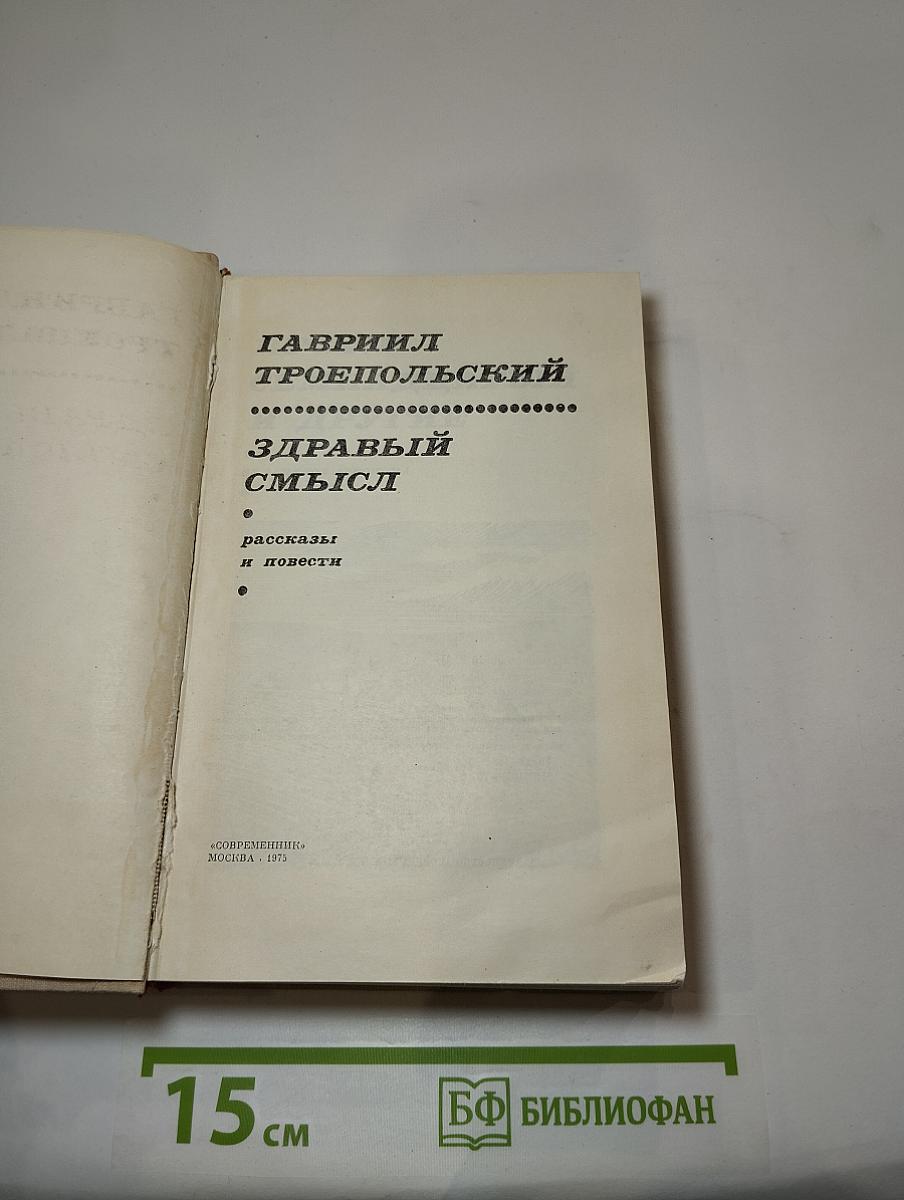 ГАВРИИЛ
ТРОЕПОЛЬСКИЙ
ЗДРАВЫЙ
СМЫСЛ
рассказы
и повести
«СОВРЕМЕННИК»
МОСКВА · 1975
15 см
БФ БИБЛИОФАН